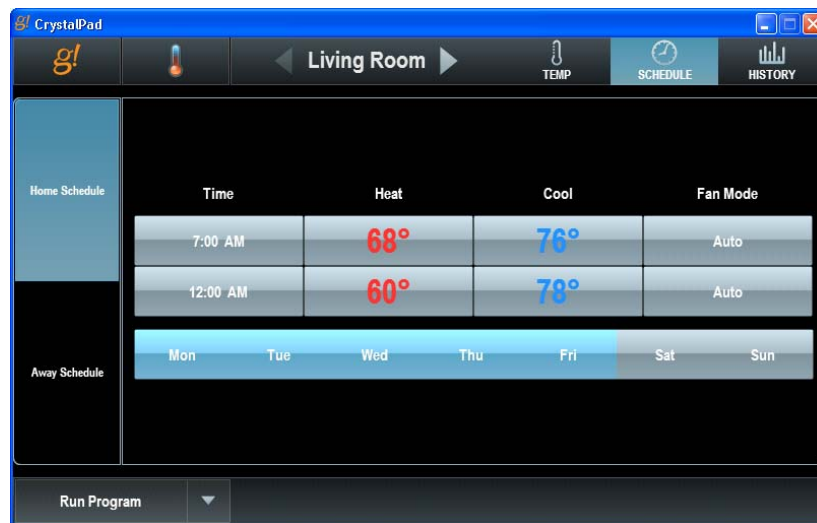 g! CrystalPad
g! Living Room TEMP SCHEDULE HISTORY
Home Schedule
Time Heat Cool Fan Mode
7:00 AM 68° 76° Auto
12:00 AM 60° 78° Auto
Mon Tue Wed Thu Fri Sat Sun
Away Schedule
Run Program